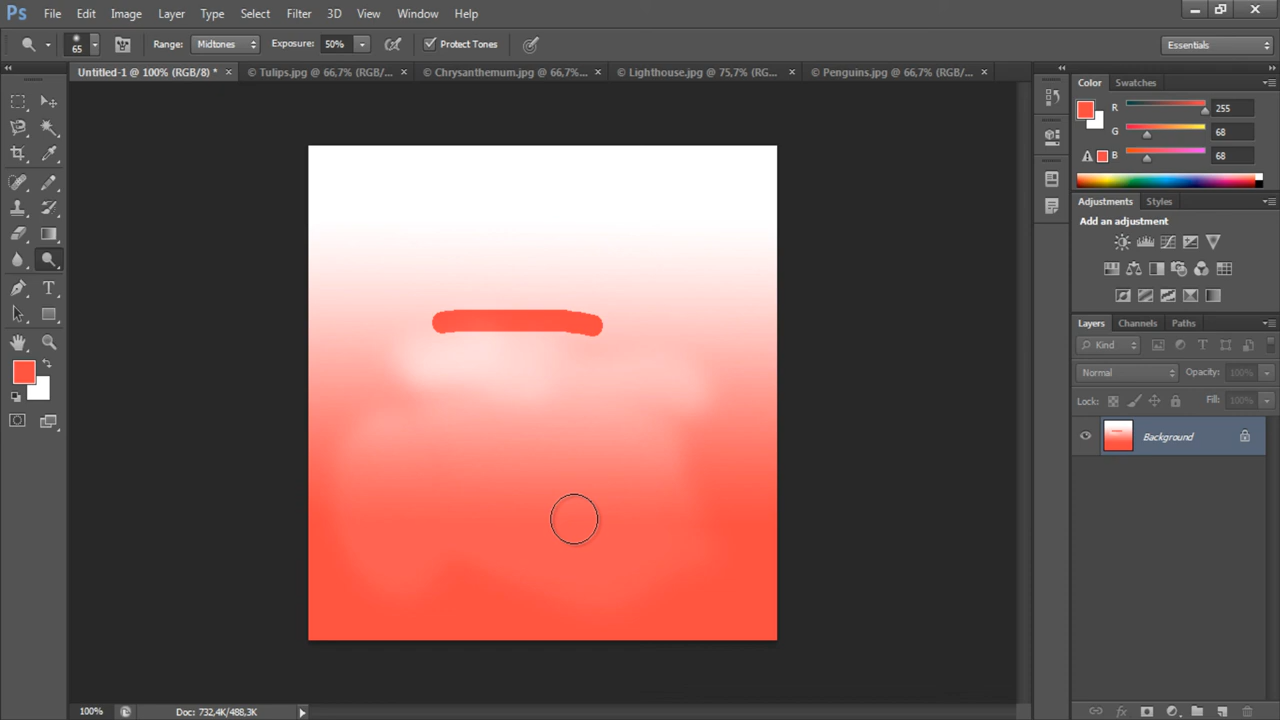 Ps File Edit Image Layer Type Select Filter 3D View Window Help
65 Range: Midtones Exposure: 50% Protect Tones Essentials
Untitled-1 @ 100% (RGB/8) * × © Tulips.jpg @ 66,7% (RGB/... × © Chrysanthemum.jpg @ 66,7%... × © Lighthouse.jpg @ 75,7% (RG... × © Penguins.jpg @ 66,7% (RGB/... ×
Color Swatches
R 255
G 68
B 68
Adjustments Styles
Add an adjustment
Layers Channels Paths
Kind
Normal Opacity: 100%
Lock: Fill: 100%
Background
T
fx
100% Doc: 732,4K/488,3K